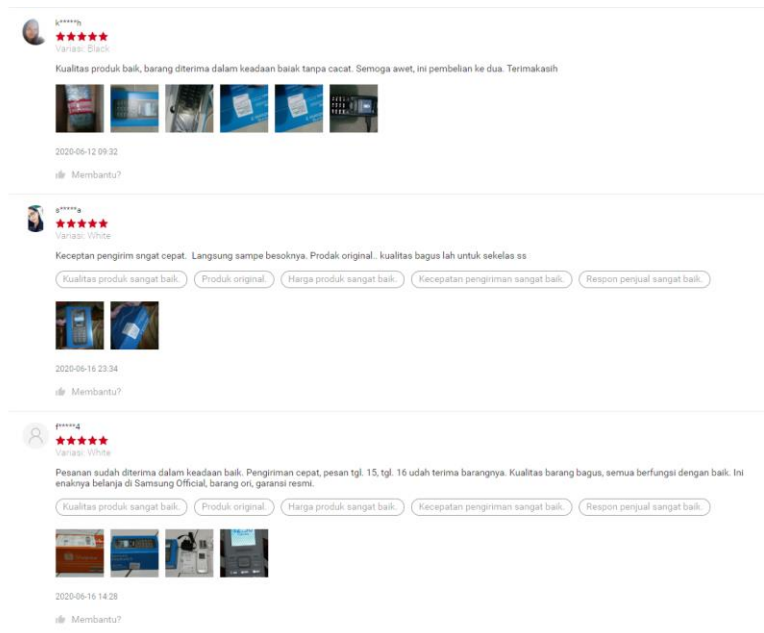 k*****h
Variasi: Black
Kualitas produk baik, barang diterima dalam keadaan baiak tanpa cacat. Semoga awet, ini pembelian ke dua. Terimakasih
2020-06-12 09:32
Membantu?
s*****s
Variasi: White
Keceptan pengirim sngat cepat. Langsung sampe besoknya. Prodak original.. kualitas bagus lah untuk sekelas ss
Kualitas produk sangat baik. Produk original. Harga produk sangat baik. Kecepatan pengiriman sangat baik. Respon penjual sangat baik.
2020-06-16 23:34
Membantu?
f*****4
Variasi: White
Pesanan sudah diterima dalam keadaan baik. Pengiriman cepat, pesan tgl. 15, tgl. 16 udah terima barangnya. Kualitas barang bagus, semua berfungsi dengan baik. Ini
enaknya belanja di Samsung Official, barang ori, garansi resmi.
Kualitas produk sangat baik. Produk original. Harga produk sangat baik. Kecepatan pengiriman sangat baik. Respon penjual sangat baik.
2020-06-16 14:28
Membantu?